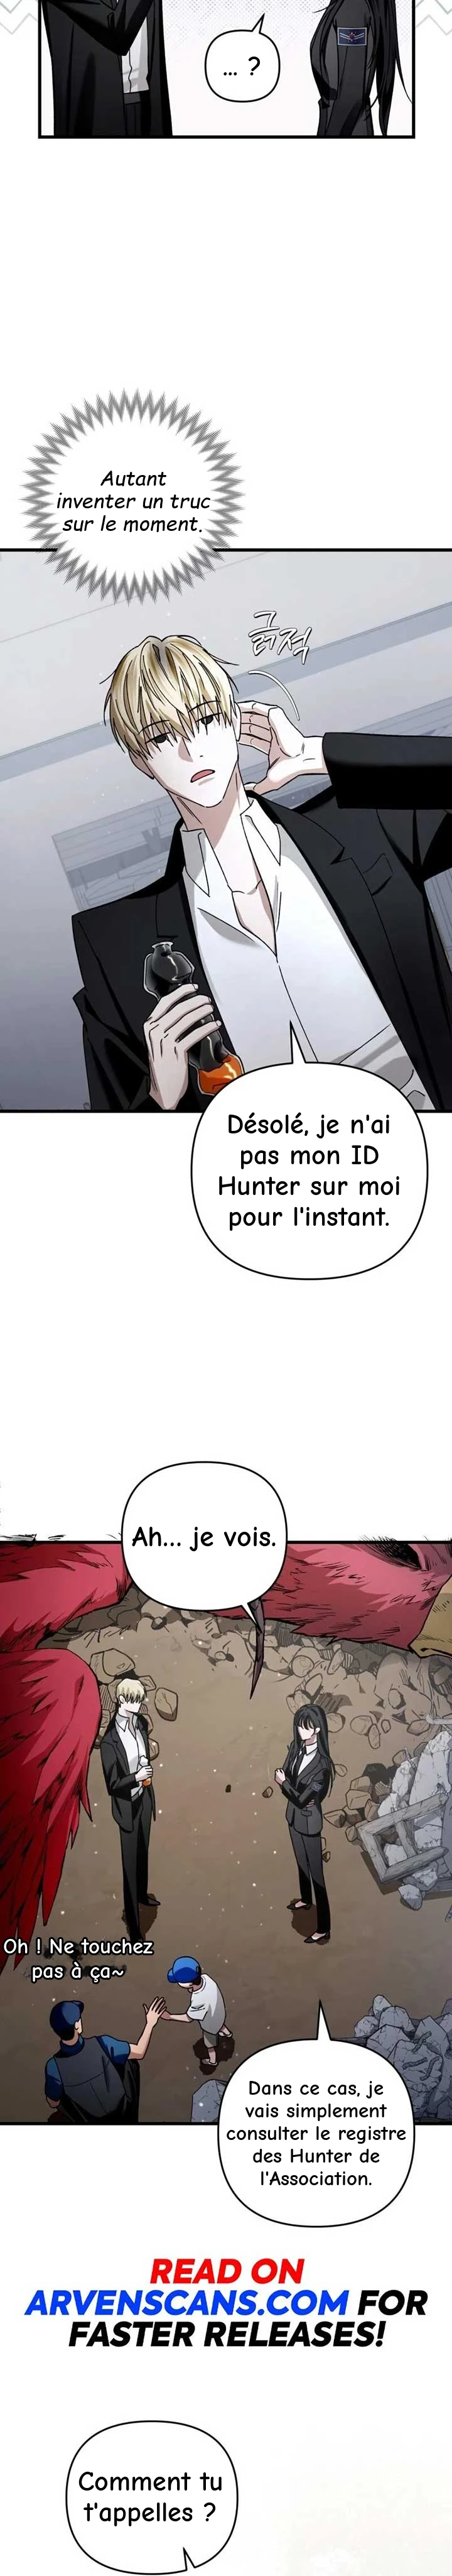 ... ?
Autant
inventer un truc
sur le moment.
긁적
Désolé, je n'ai
pas mon ID
Hunter sur moi
pour l'instant.
Ah... je vois.
Oh ! Ne touchez
pas à ça~
Dans ce cas, je
vais simplement
consulter le registre
des Hunter de
l'Association.
READ ON
ARVENSCANS.COM FOR
FASTER RELEASES!
Comment tu
t'appelles ?